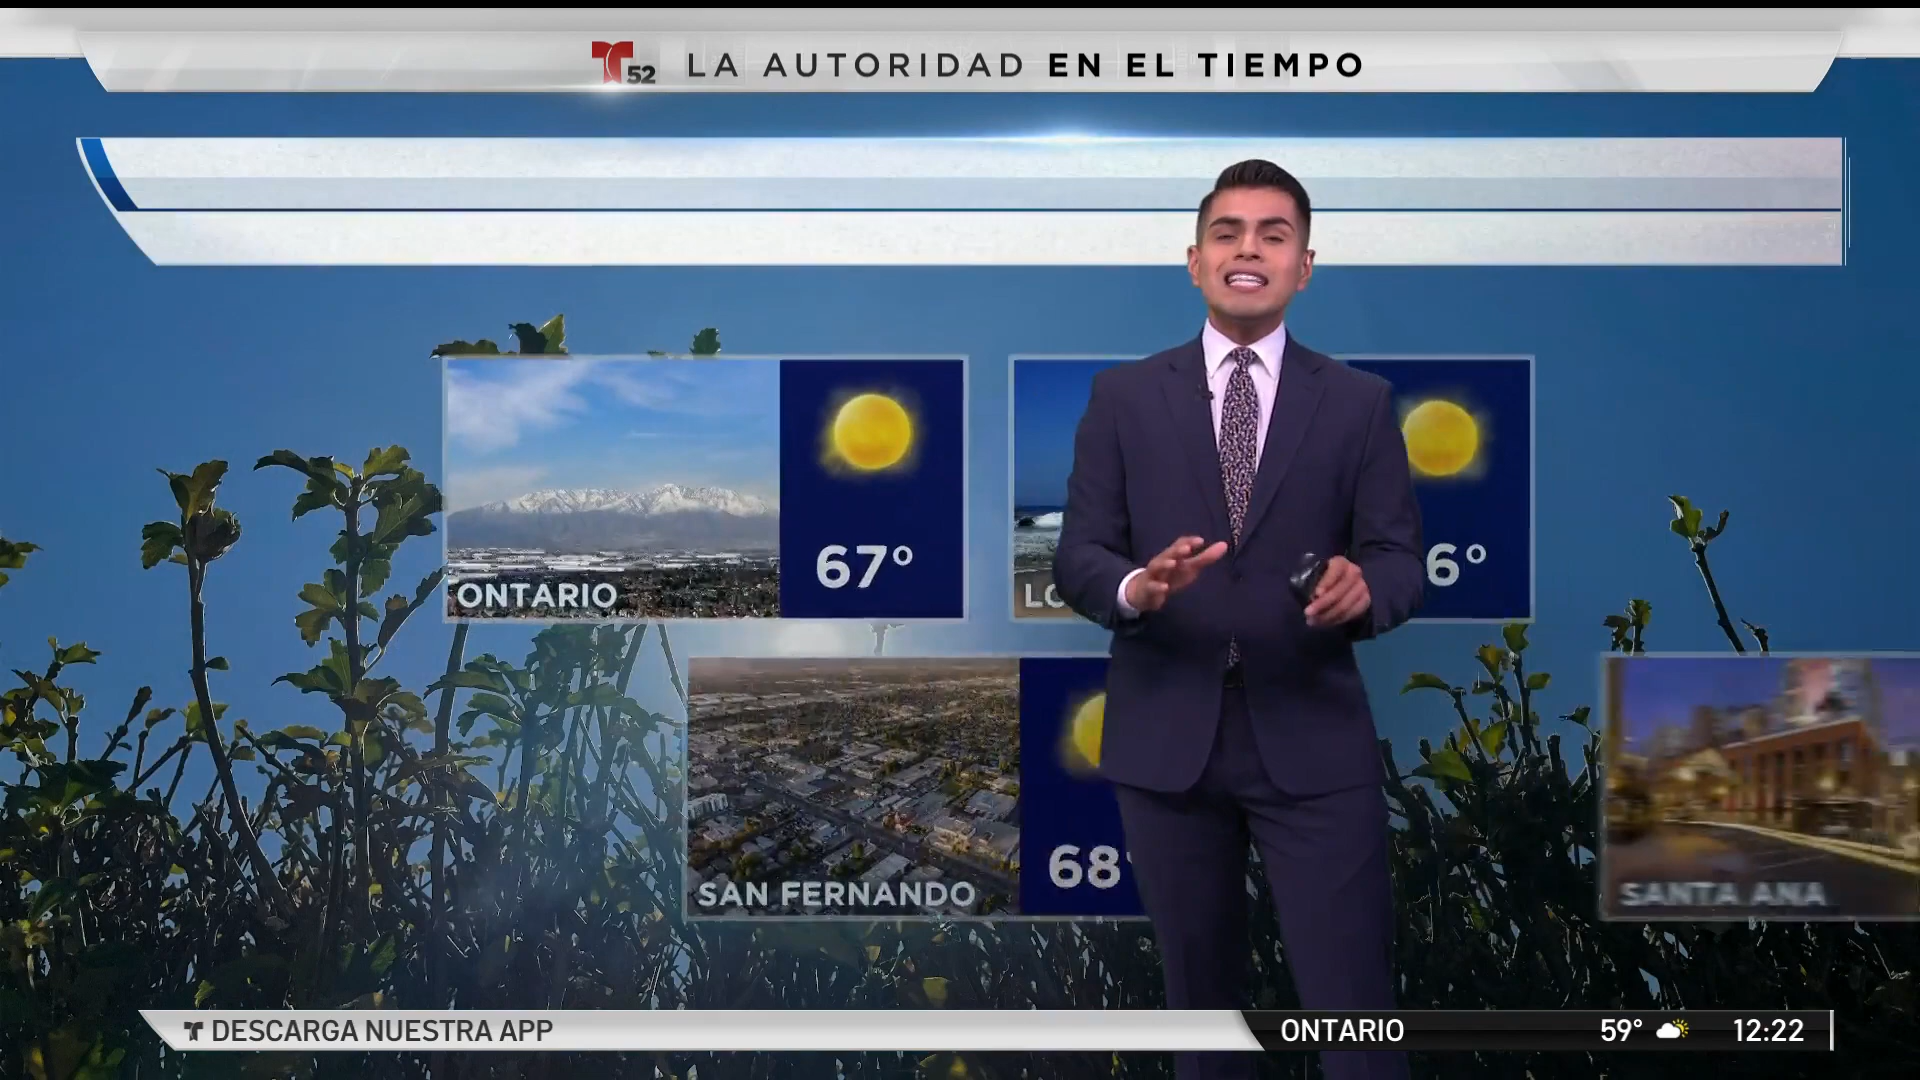 T 52 LA AUTORIDAD EN EL TIEMPO
67°
ONTARIO
6°
68°
SAN FERNANDO
SANTA ANA
DESCARGA NUESTRA APP
ONTARIO 59° 12:22